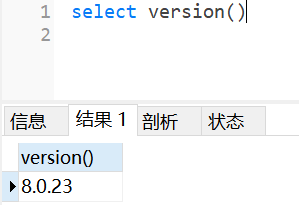 1 select version()
2
信息 结果 1 剖析 状态
version()
8.0.23